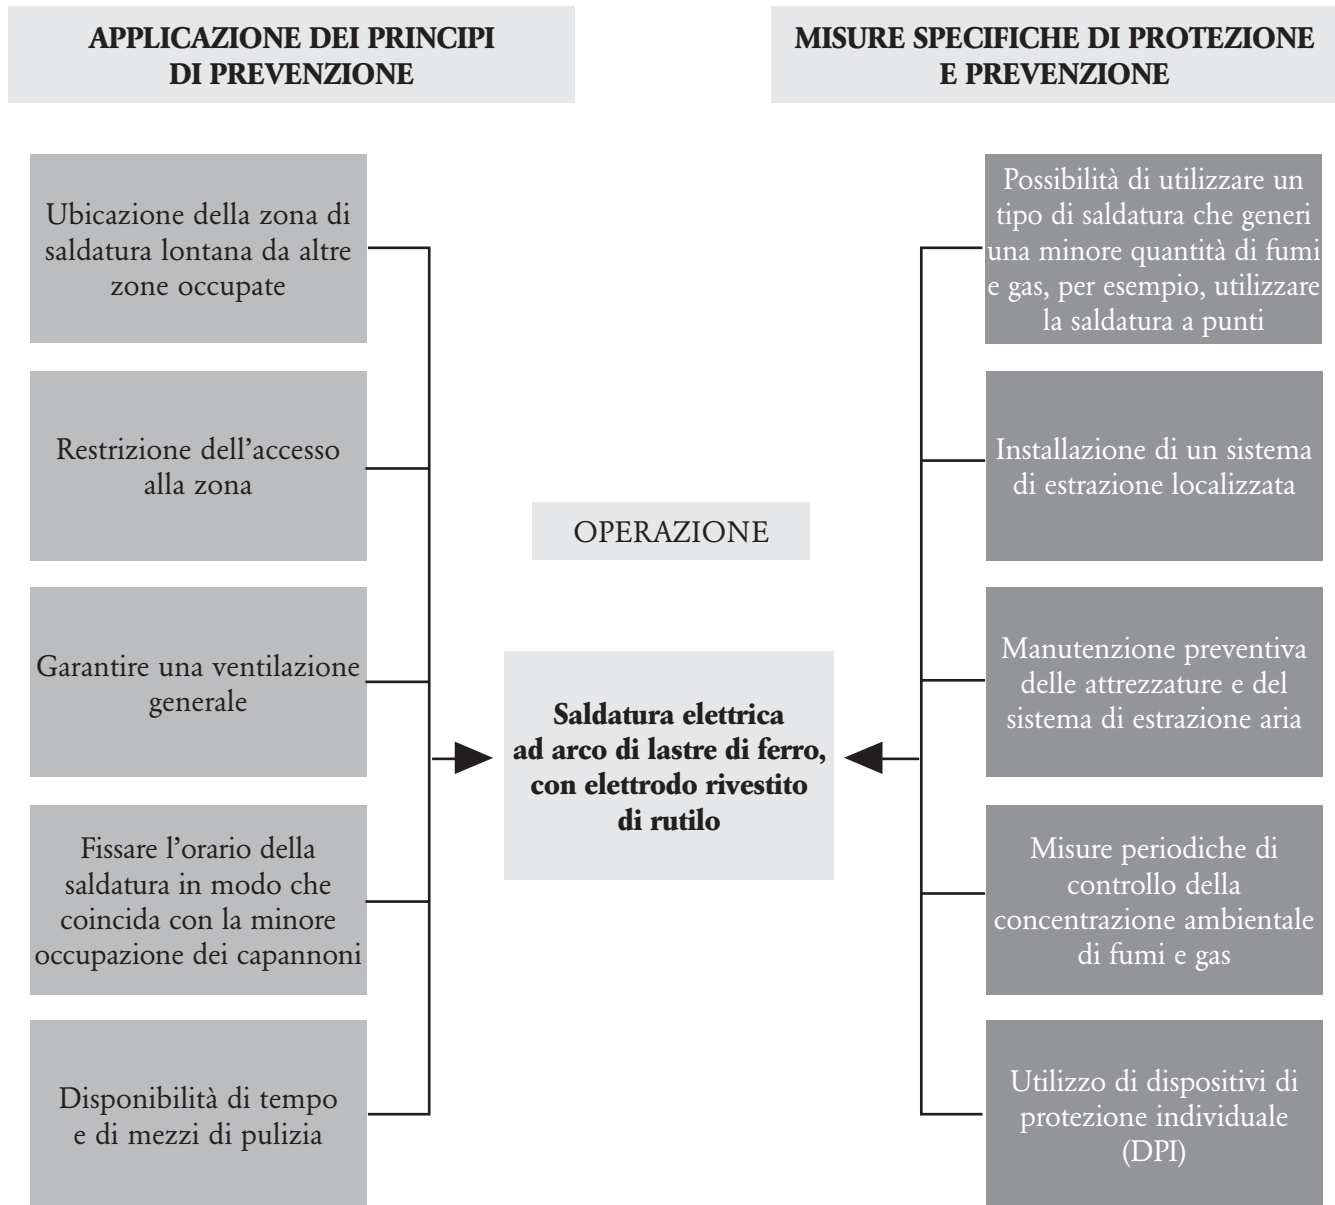 APPLICAZIONE DEI PRINCIPI
DI PREVENZIONE
MISURE SPECIFICHE DI PROTEZIONE
E PREVENZIONE
Ubicazione della zona di
saldatura lontana da altre
zone occupate
Restrizione dell’accesso
alla zona
Garantire una ventilazione
generale
Fissare l’orario della
saldatura in modo che
coincida con la minore
occupazione dei capannoni
Disponibilità di tempo
e di mezzi di pulizia
OPERAZIONE
Saldatura elettrica
ad arco di lastre di ferro,
con elettrodo rivestito
di rutilo
Possibilità di utilizzare un
tipo di saldatura che generi
una minore quantità di fumi
e gas, per esempio, utilizzare
la saldatura a punti
Installazione di un sistema
di estrazione localizzata
Manutenzione preventiva
delle attrezzature e del
sistema di estrazione aria
Misure periodiche di
controllo della
concentrazione ambientale
di fumi e gas
Utilizzo di dispositivi di
protezione individuale
(DPI)